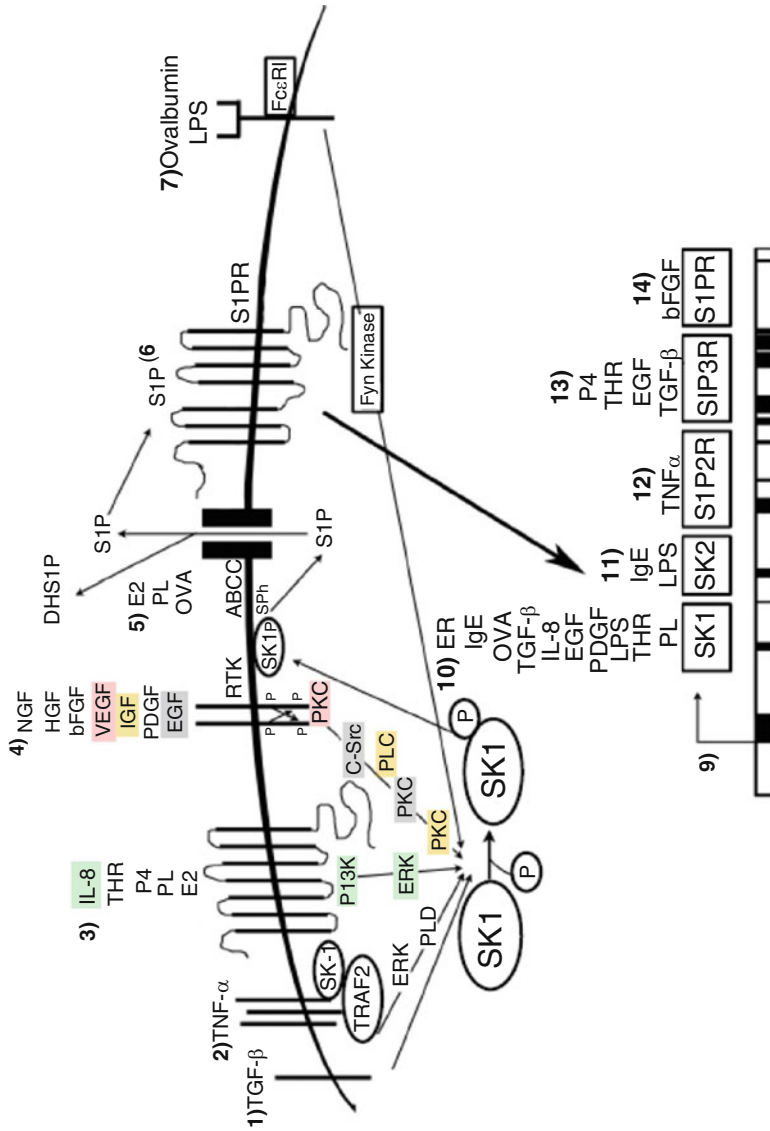 1)TGF-β
2)TNF-α
SK-1
TRAF2
ERK
PLD
3)
IL-8
THR
P4
PL
E2
P13K
ERK
4)
NGF
HGF
bFGF
VEGF
IGF
PDGF
EGF
RTK
P
P
P
P
PKC
C-Src
PLC
PKC
PKC
SK1P
SPh
ABCC
5) E2
PL
OVA
DHS1P
S1P
S1P
S1P (6
S1PR
7)Ovalbumin
LPS
FcεRI
Fyn Kinase
SK1
P
SK1
P
9)
10) ER
IgE
OVA
TGF-β
IL-8
EGF
PDGF
LPS
THR
PL
SK1
11)
IgE
LPS
SK2
12)
TNFα
S1P2R
13)
P4
THR
EGF
TGF-β
SIP3R
14)
bFGF
S1PR